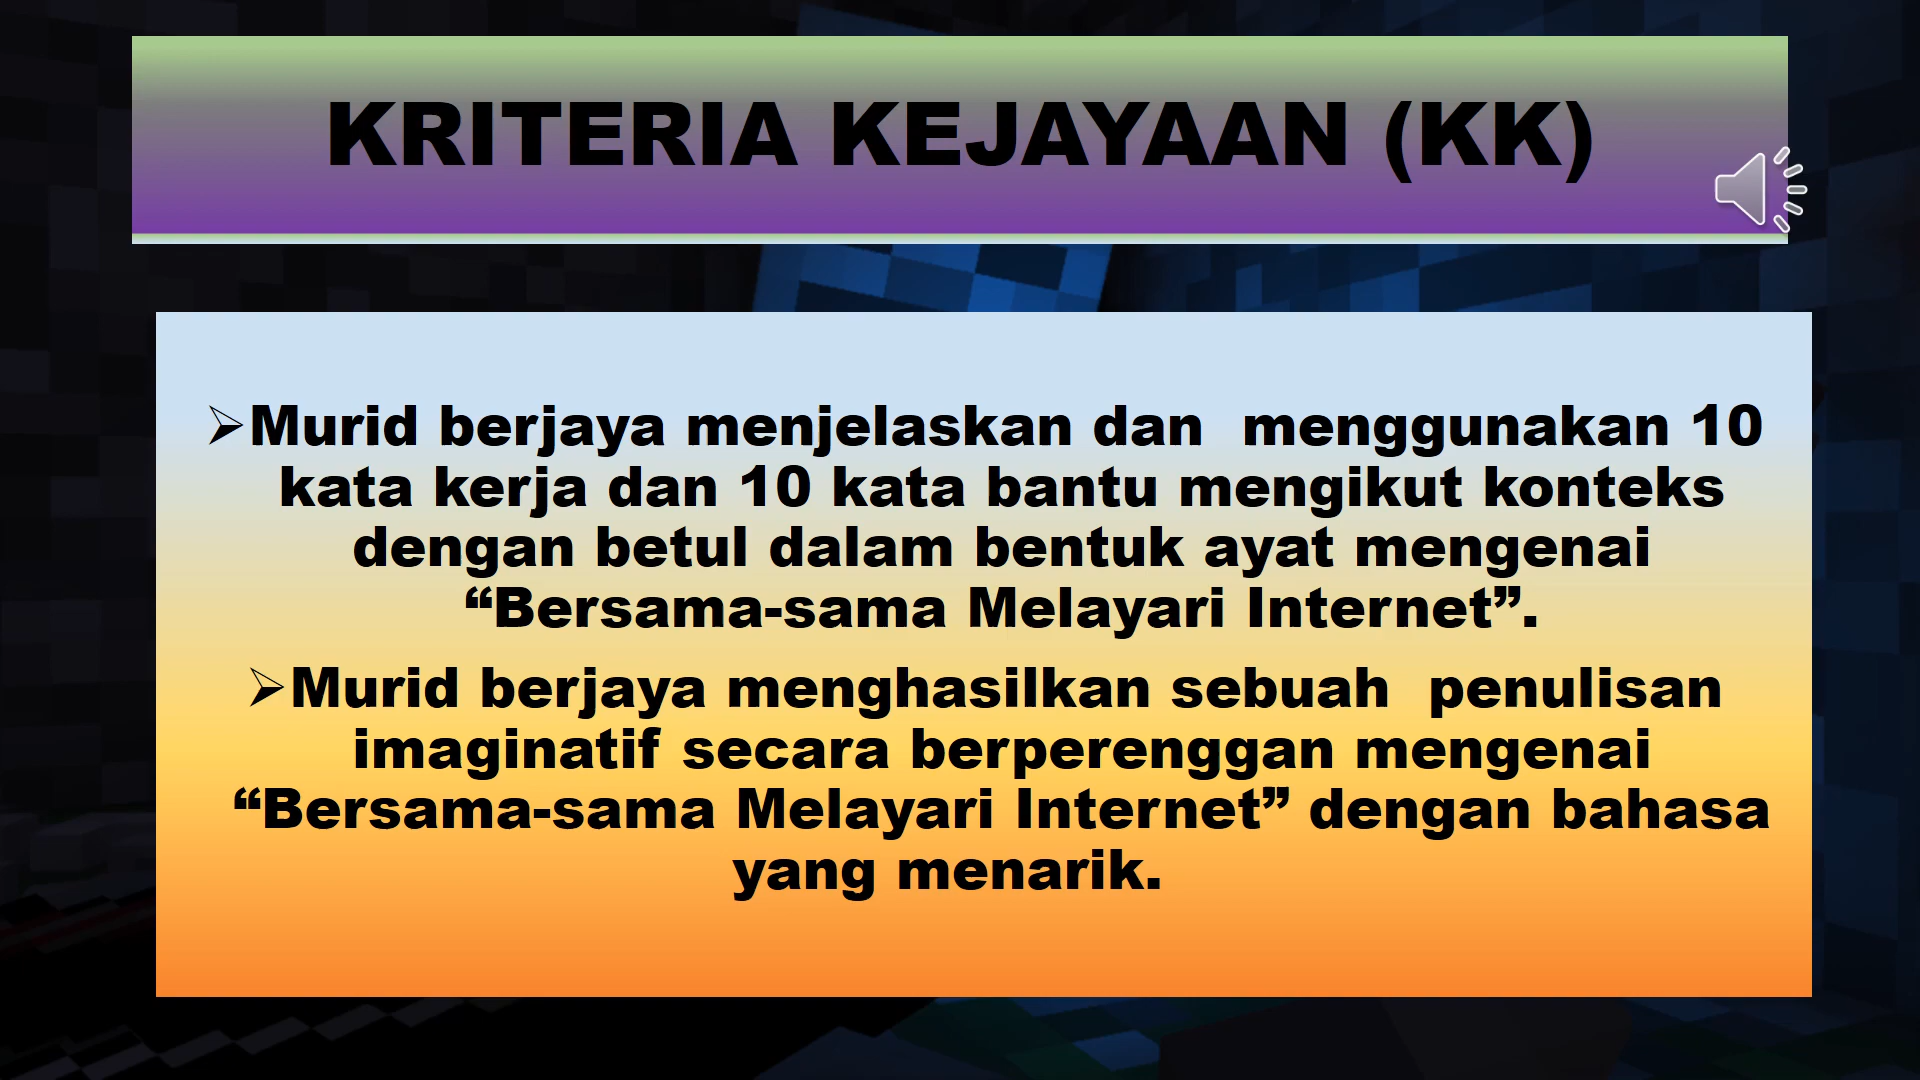 KRITERIA KEJAYAAN (KK)
➢Murid berjaya menjelaskan dan  menggunakan 10
kata kerja dan 10 kata bantu mengikut konteks
dengan betul dalam bentuk ayat mengenai
“Bersama-sama Melayari Internet”.
➢Murid berjaya menghasilkan sebuah  penulisan
imaginatif secara berperenggan mengenai
“Bersama-sama Melayari Internet” dengan bahasa
yang menarik.